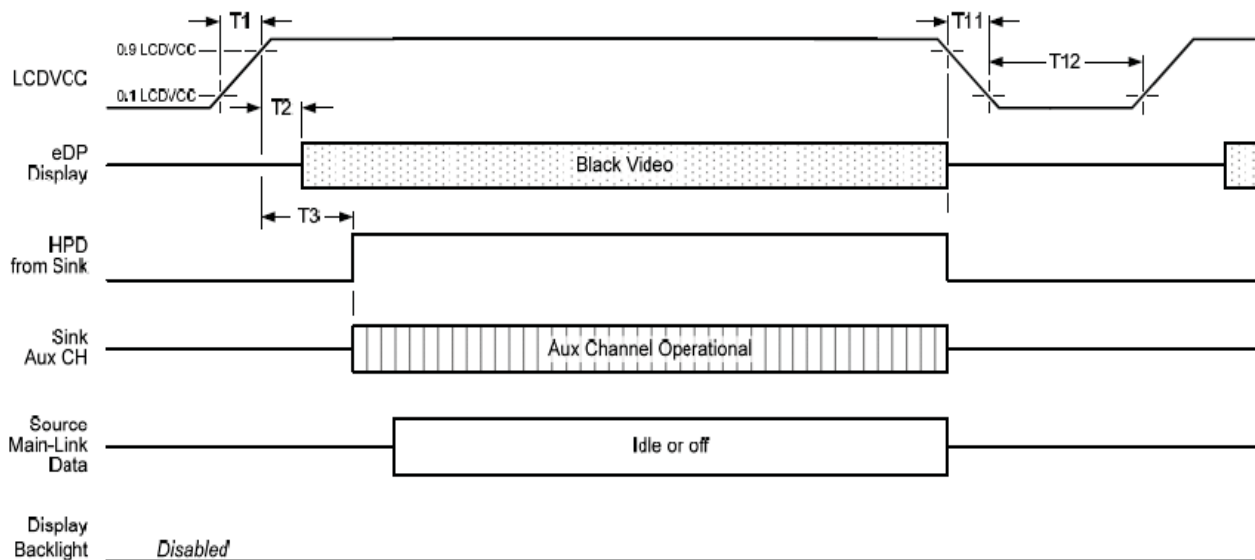 T1
T11
0.9 LCDVCC
LCDVCC
T12
0.1 LCDVCC
T2
eDP
Display
Black Video
T3
HPD
from Sink
Sink
Aux CH
Aux Channel Operational
Source
Main-Link
Data
Idle or off
Display
Backlight
Disabled